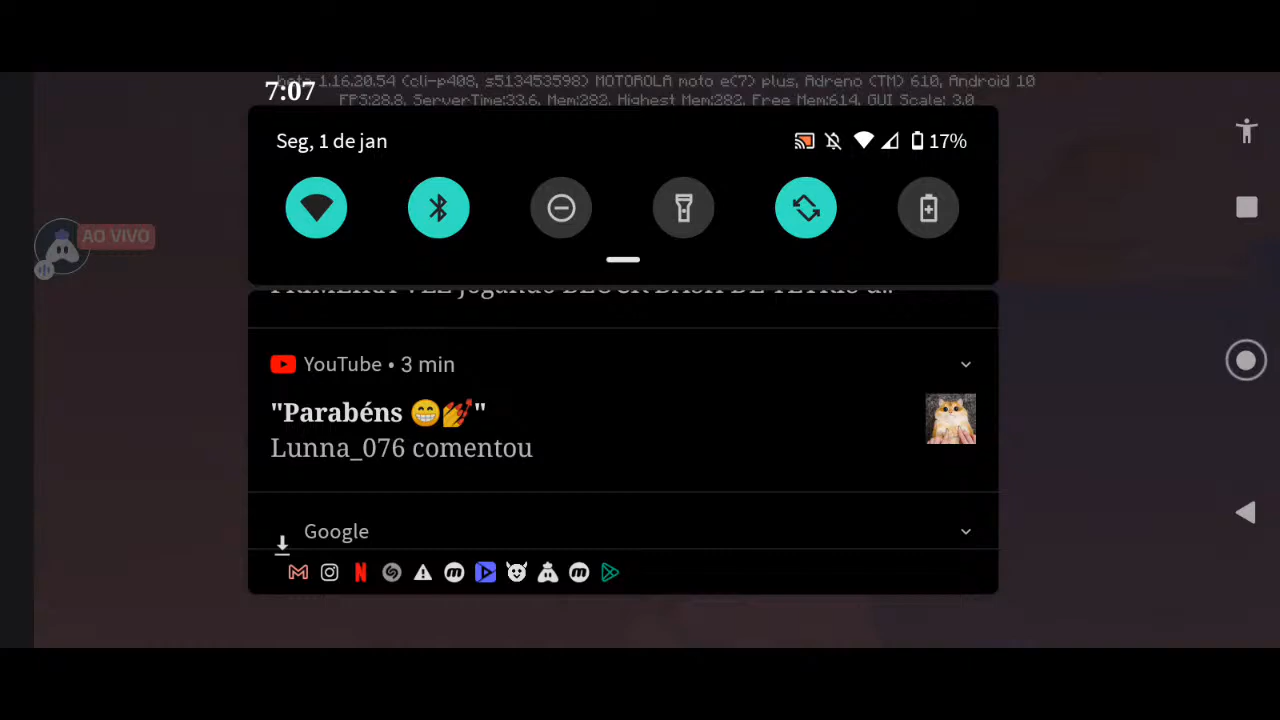 beta 1.16.20.54 (cli-p408, s513453598) MOTOROLA moto e(7) plus, Adreno (TM) 610, Android 10
7:07
FPS:28.8, ServerTime:33.6, Mem:282, Highest Mem:282, Free Mem:614, GUI Scale: 3.0
Seg, 1 de jan
17%
AO VIVO
jogando
YouTube • 3 min
"Parabéns 😁💅"
Lunna_076 comentou
Google